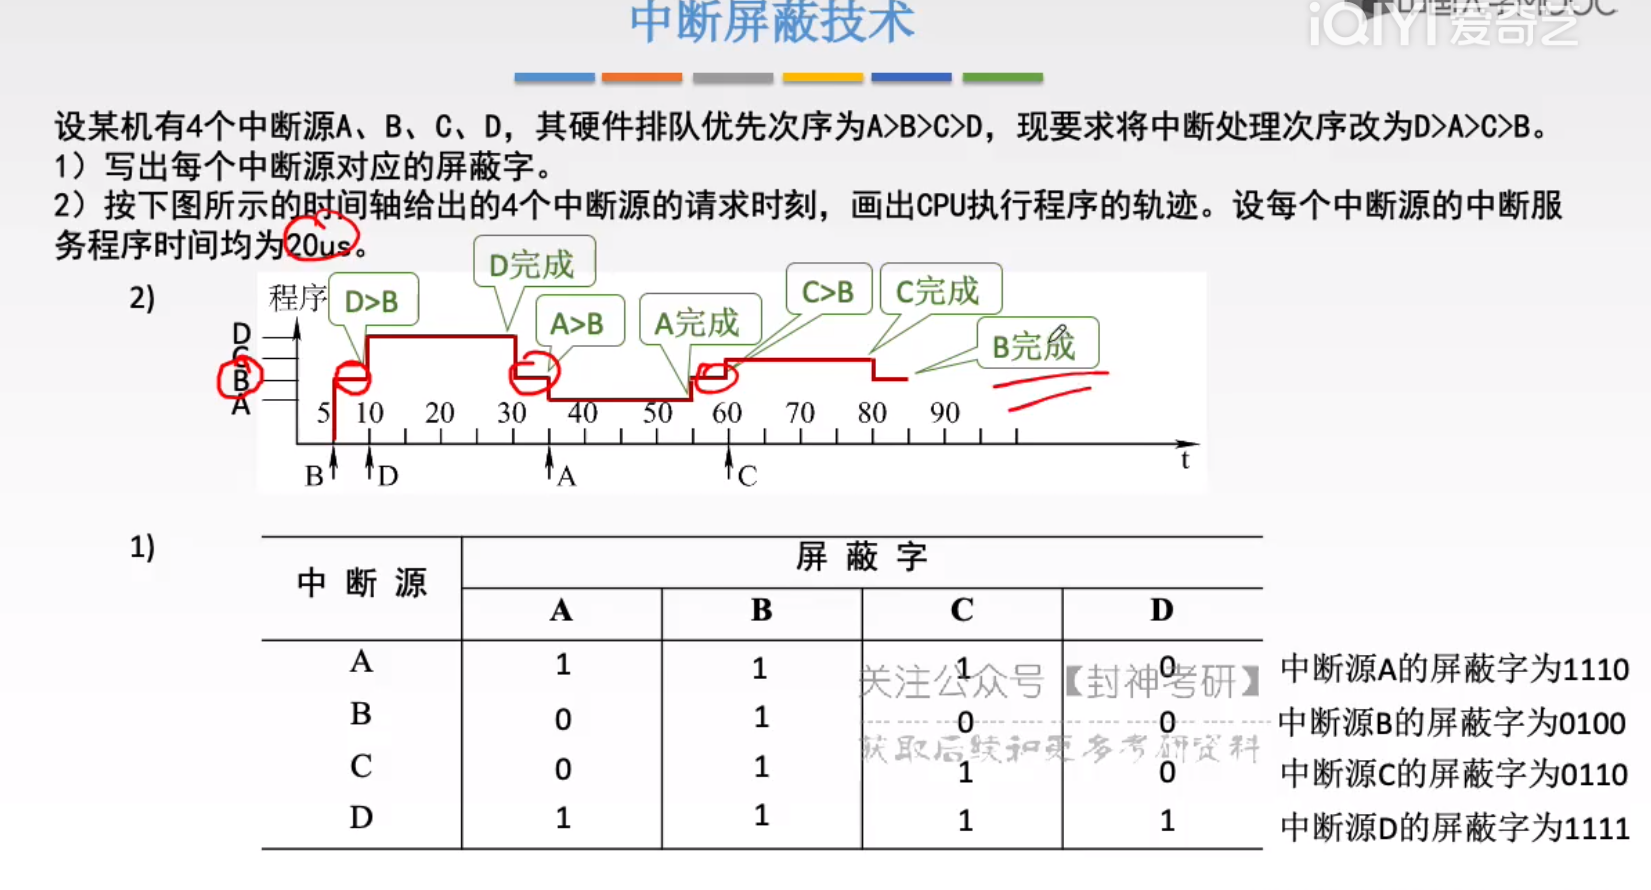 中断屏蔽技术
iQIYI 爱奇艺
设某机有4个中断源A、B、C、D，其硬件排队优先次序为A>B>C>D，现要求将中断处理次序改为D>A>C>B。
1）写出每个中断源对应的屏蔽字。
2）按下图所示的时间轴给出的4个中断源的请求时刻，画出CPU执行程序的轨迹。设每个中断源的中断服
务程序时间均为20us。
2)
程序
D>B
D完成
A>B
A完成
C>B
C完成
B完成
D
C
B
A
5 10 20 30 40 50 60 70 80 90
B D A C t
1)
中断源 屏蔽字
A B C D
A 1 1 1 0 中断源A的屏蔽字为1110
关注公众号【封神考研】
B 0 1 0 0 中断源B的屏蔽字为0100
获取后续和更多考研资料
C 0 1 1 0 中断源C的屏蔽字为0110
D 1 1 1 1 中断源D的屏蔽字为1111